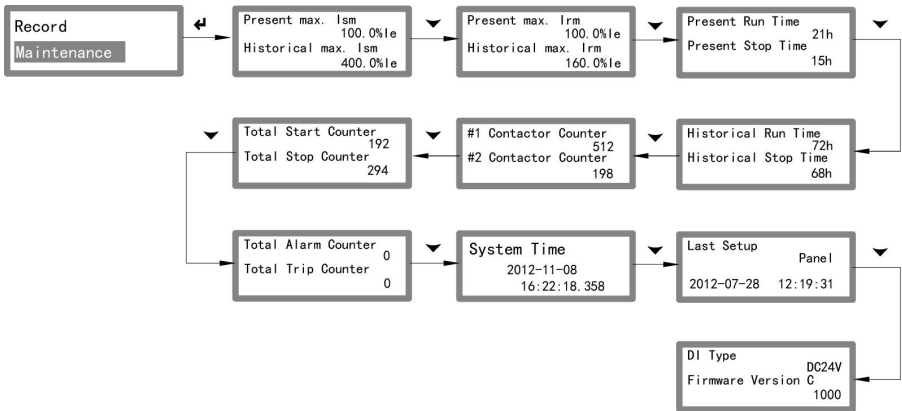 Record
Maintenance
Present max. Ism
100.0%Ie
Historical max. Ism
400.0%Ie
Present max. Irm
100.0%Ie
Historical max. Irm
160.0%Ie
Present Run Time
21h
Present Stop Time
15h
Historical Run Time
72h
Historical Stop Time
68h
#1 Contactor Counter
512
#2 Contactor Counter
198
Total Start Counter
192
Total Stop Counter
294
Total Alarm Counter
0
Total Trip Counter
0
System Time
2012-11-08
16:22:18.358
Last Setup
Panel
2012-07-28 12:19:31
DI Type
DC24V
Firmware Version C
1000